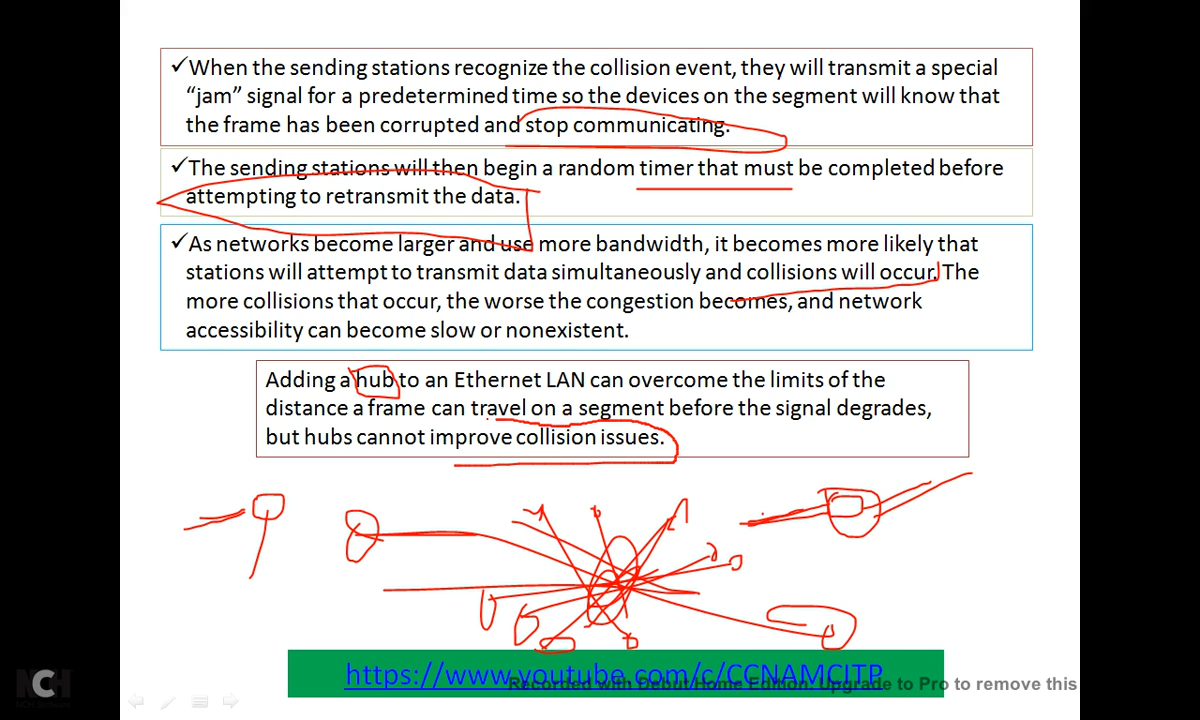 ✓When the sending stations recognize the collision event, they will transmit a special
“jam” signal for a predetermined time so the devices on the segment will know that
the frame has been corrupted and stop communicating.
✓The sending stations will then begin a random timer that must be completed before
attempting to retransmit the data.
✓As networks become larger and use more bandwidth, it becomes more likely that
stations will attempt to transmit data simultaneously and collisions will occur. The
more collisions that occur, the worse the congestion becomes, and network
accessibility can become slow or nonexistent.
Adding a hub to an Ethernet LAN can overcome the limits of the
distance a frame can travel on a segment before the signal degrades,
but hubs cannot improve collision issues.
https://www.youtube.com/c/CCNAMCITP
Recorded with Debut Home Edition. Upgrade to Pro to remove this
NCH
NCH Software